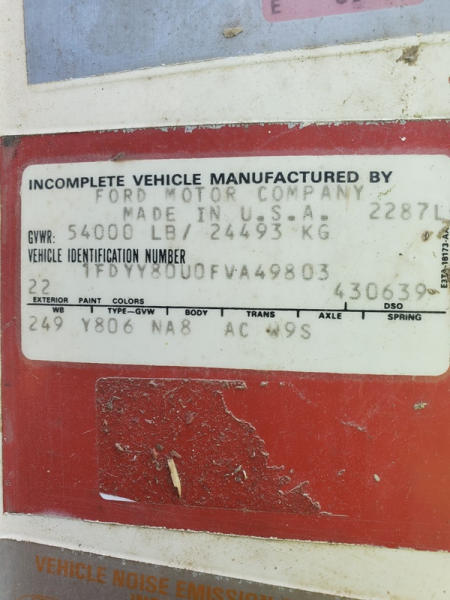 E
INCOMPLETE VEHICLE MANUFACTURED BY
FORD MOTOR COMPANY
MADE IN U.S.A. 2287L
GVWR: 54000 LB/ 24493 KG
VEHICLE IDENTIFICATION NUMBER
1FDYY80U0FVA49803
22 430639
EXTERIOR PAINT COLORS DSO
WB TYPE—GVW BODY TRANS AXLE SPRING
249 Y806 NA8 AC W9S
VEHICLE NOISE EMISSION